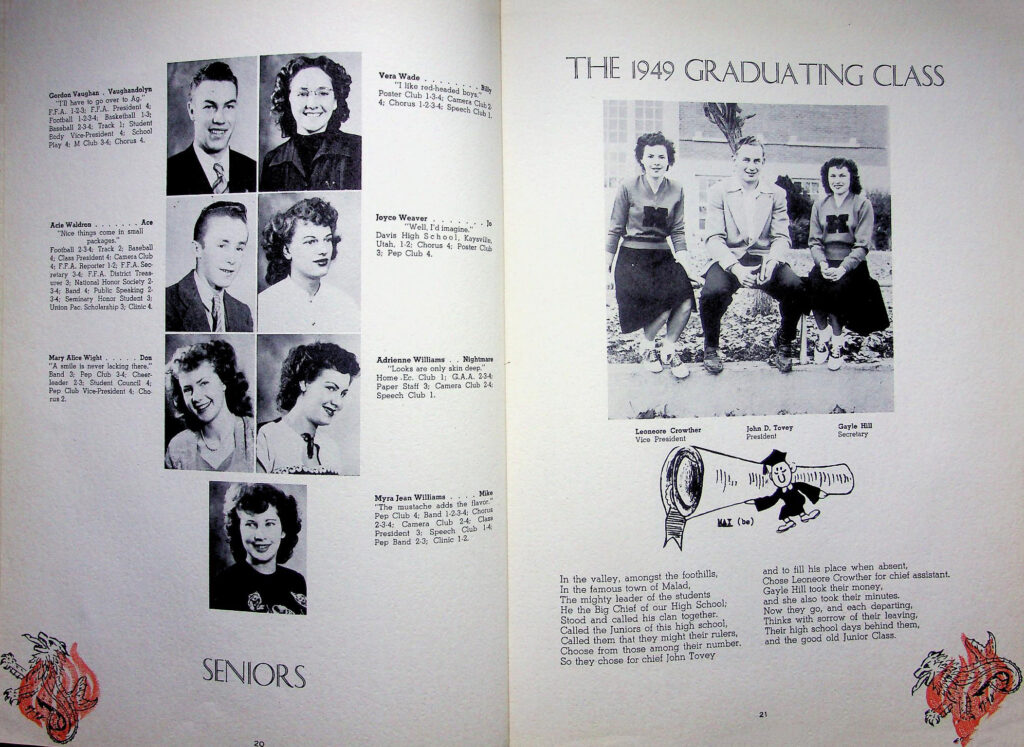 Gordon Vaughan . Vaughandolyn
"I'll have to go over to Ag."
F.F.A. 1-2-3; F.F.A. President 4;
Football 1-2-3-4; Basketball 1-3;
Baseball 2-3-4; Track 1; Student
Body Vice-President 4; School
Play 4; M Club 3-4; Chorus 4.
Vera Wade . . . . . . . . Billy
"I like red-headed boys."
Poster Club 1-3-4; Camera Club 2-
4; Chorus 1-2-3-4; Speech Club 1.
Acie Waldron . . . . . . . Ace
"Nice things come in small
packages."
Football 2-3-4; Track 2; Baseball
4; Class President 4; Camera Club
4; F.F.A. Reporter 1-2; F.F.A. Sec-
retary 3-4; F.F.A. District Treas-
urer 3; National Honor Society 2-
3-4; Band 4; Public Speaking 2-
3-4; Seminary Honor Student 3;
Union Pac. Scholarship 3; Clinic 4.
Joyce Weaver . . . . . . . . Jo
"Well, I'd imagine."
Davis High School, Kaysville,
Utah, 1-2; Chorus 4; Poster Club
3; Pep Club 4.
Mary Alice Wight . . . . . Don
"A smile is never lacking there."
Band 3; Pep Club 3-4; Cheer-
leader 2-3; Student Council 4;
Pep Club Vice-President 4; Cho-
rus 2.
Adrienne Williams . . Nightmare
"Looks are only skin deep."
Home Ec. Club 1; G.A.A. 2-3-4;
Paper Staff 3; Camera Club 2-4;
Speech Club 1.
Myra Jean Williams . . . . Mike
"The mustache adds the flavor."
Pep Club 4; Band 1-2-3-4; Chorus
2-3-4; Camera Club 2-4; Class
President 3; Speech Club 1-4;
Pep Band 2-3; Clinic 1-2.
SENIORS
20
THE 1949 GRADUATING CLASS
M
M
Leoneore Crowther
Vice President
John D. Tovey
President
Gayle Hill
Secretary
MAY (be)
In the valley, amongst the foothills,
In the famous town of Malad,
The mighty leader of the students
He the Big Chief of our High School;
Stood and called his clan together.
Called the Juniors of this high school,
Called them that they might their rulers,
Choose from those among their number.
So they chose for chief John Tovey
and to fill his place when absent,
Chose Leoneore Crowther for chief assistant.
Gayle Hill took their money,
and she also took their minutes.
Now they go, and each departing,
Thinks with sorrow of their leaving,
Their high school days behind them,
and the good old Junior Class.
21